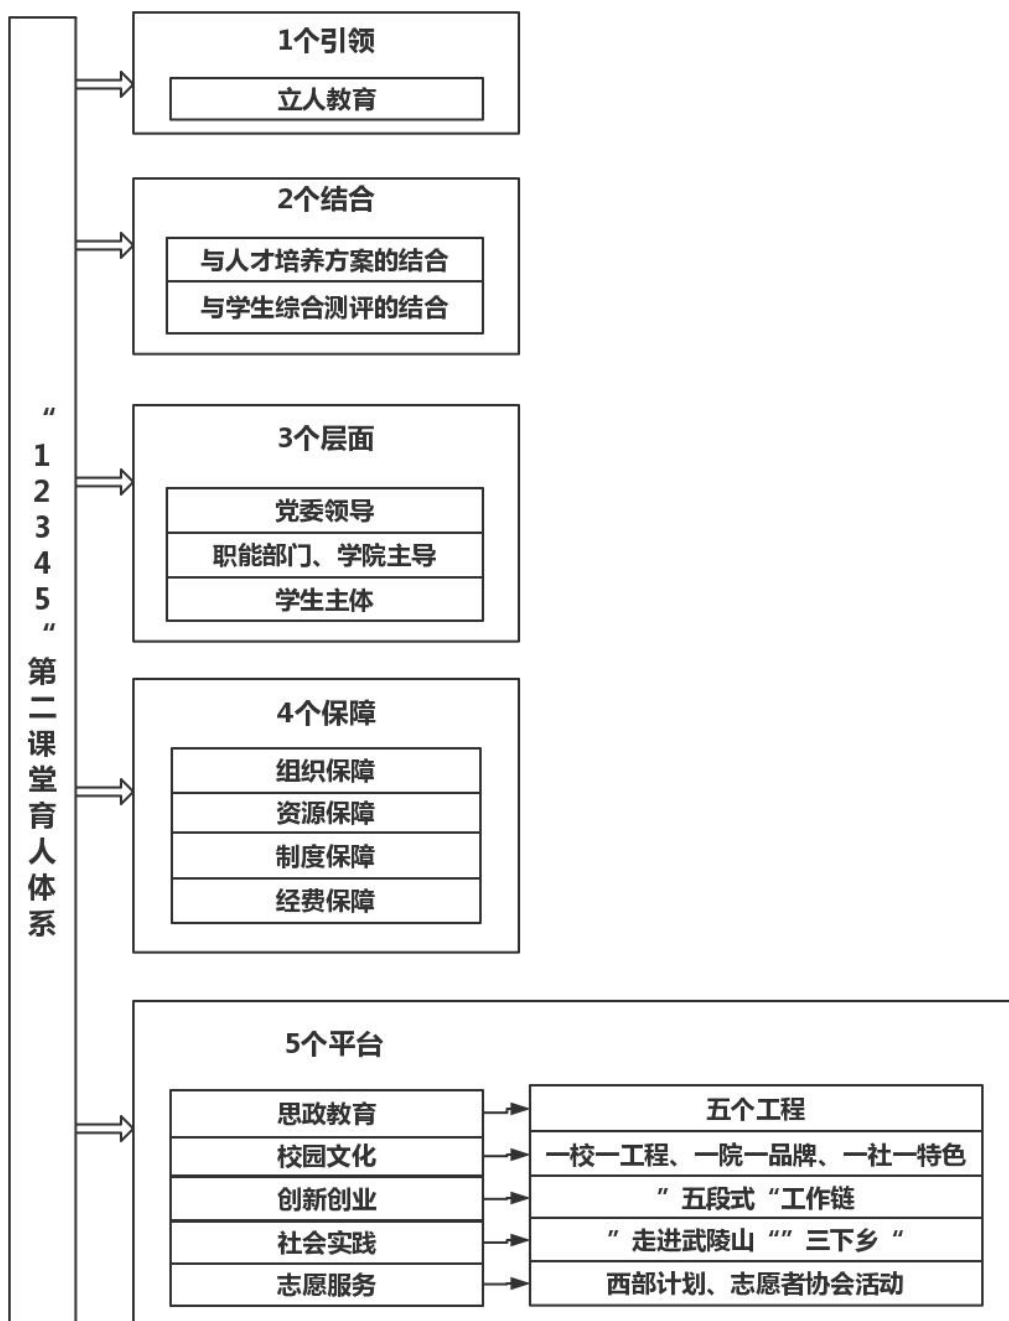 “12345“第二课堂育人体系
1个引领
立人教育
2个结合
与人才培养方案的结合
与学生综合测评的结合
3个层面
党委领导
职能部门、学院主导
学生主体
4个保障
组织保障
资源保障
制度保障
经费保障
5个平台
思政教育
五个工程
校园文化
一校一工程、一院一品牌、一社一特色
创新创业
”五段式“工作链
社会实践
”走进武陵山“”三下乡“
志愿服务
西部计划、志愿者协会活动